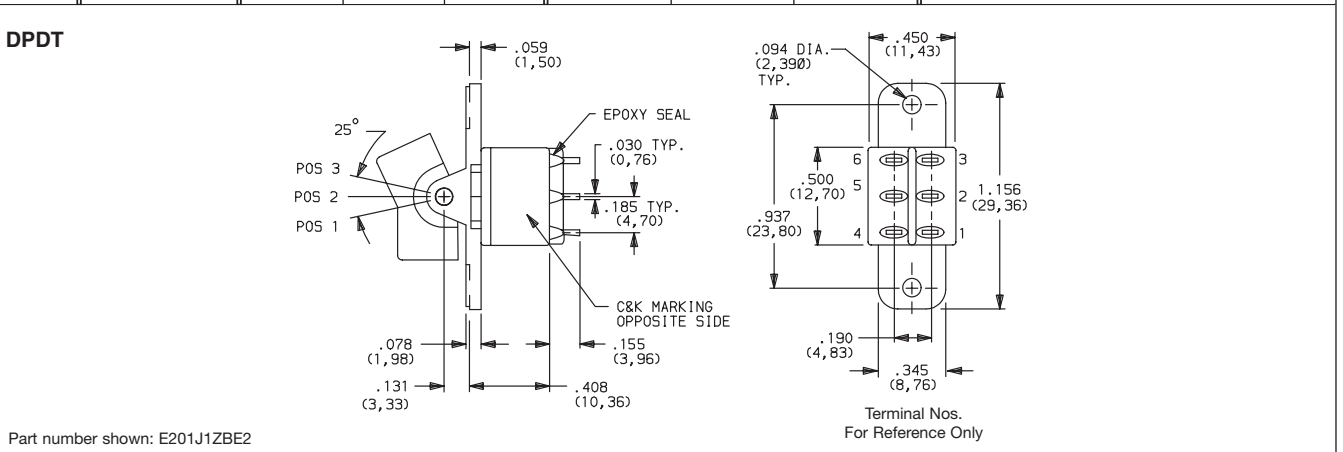 DPDT
.059
(1,50)
EPOXY SEAL
25°
.030 TYP.
(0,76)
POS 3
POS 2
POS 1
.185 TYP.
(4,70)
C&K MARKING
OPPOSITE SIDE
.078
(1,98)
.155
(3,96)
.131
(3,33)
.408
(10,36)
.094 DIA.
(2,390)
TYP.
.450
(11,43)
6
3
5
2
4
1
.500
(12,70)
1.156
(29,36)
.937
(23,80)
.190
(4,83)
.345
(8,76)
Terminal Nos.
For Reference Only
Part number shown: E201J1ZBE2